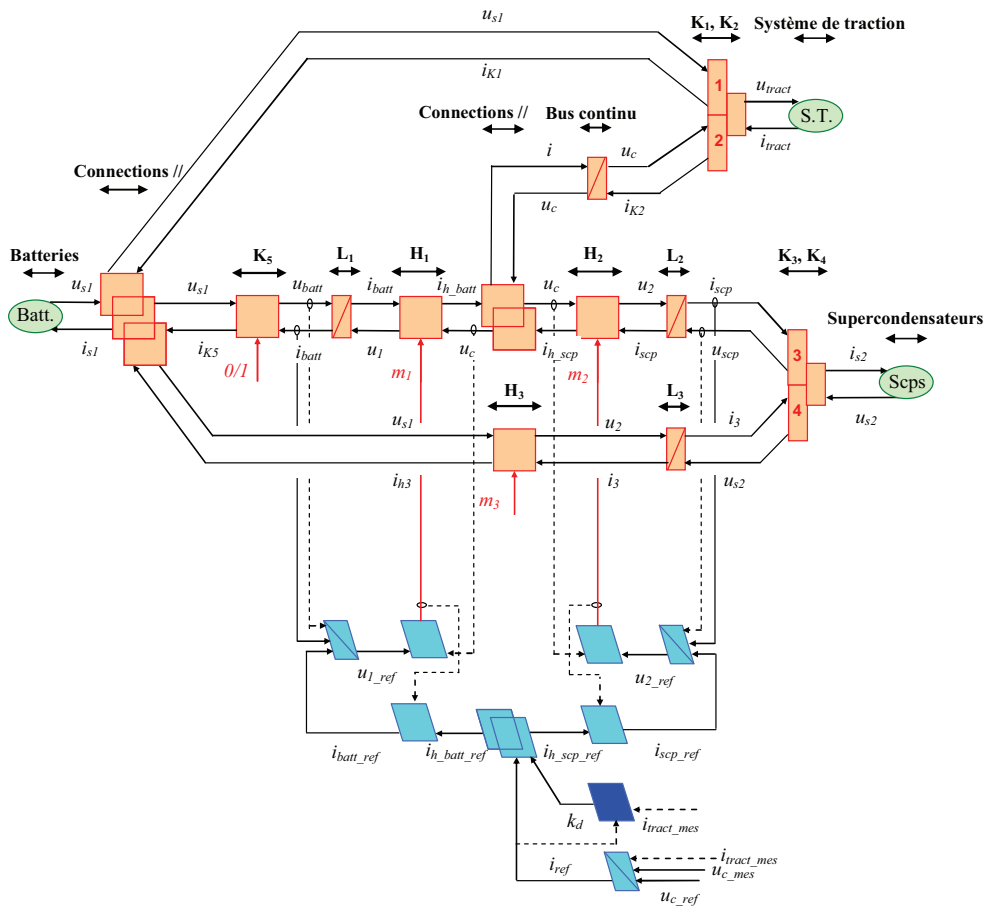 u_s1
K₁, K₂
Système de traction
i_K1
u_tract
1
S.T.
Connections //
Bus continu
2
i
u_c
i_tract
Connections //
u_c
i_K2
Batteries
K₅
L₁
H₁
H₂
L₂
K₃, K₄
u_s1
u_s1
u_batt
i_batt
i_h_batt
u_c
u_2
i_scp
Batt.
Supercondensateurs
i_s1
i_K5
i_batt
u_1
u_c
i_h_scp
i_scp
u_scp
3
i_s2
0/1
m₁
m₂
Scps
H₃
L₃
4
u_s1
u_2
i_3
u_s2
i_h3
i_3
u_s2
m₃
u_1_ref
u_2_ref
i_batt_ref
i_h_batt_ref
i_h_scp_ref
i_scp_ref
k_d
i_tract_mes
i_ref
i_tract_mes
u_c_mes
u_c_ref